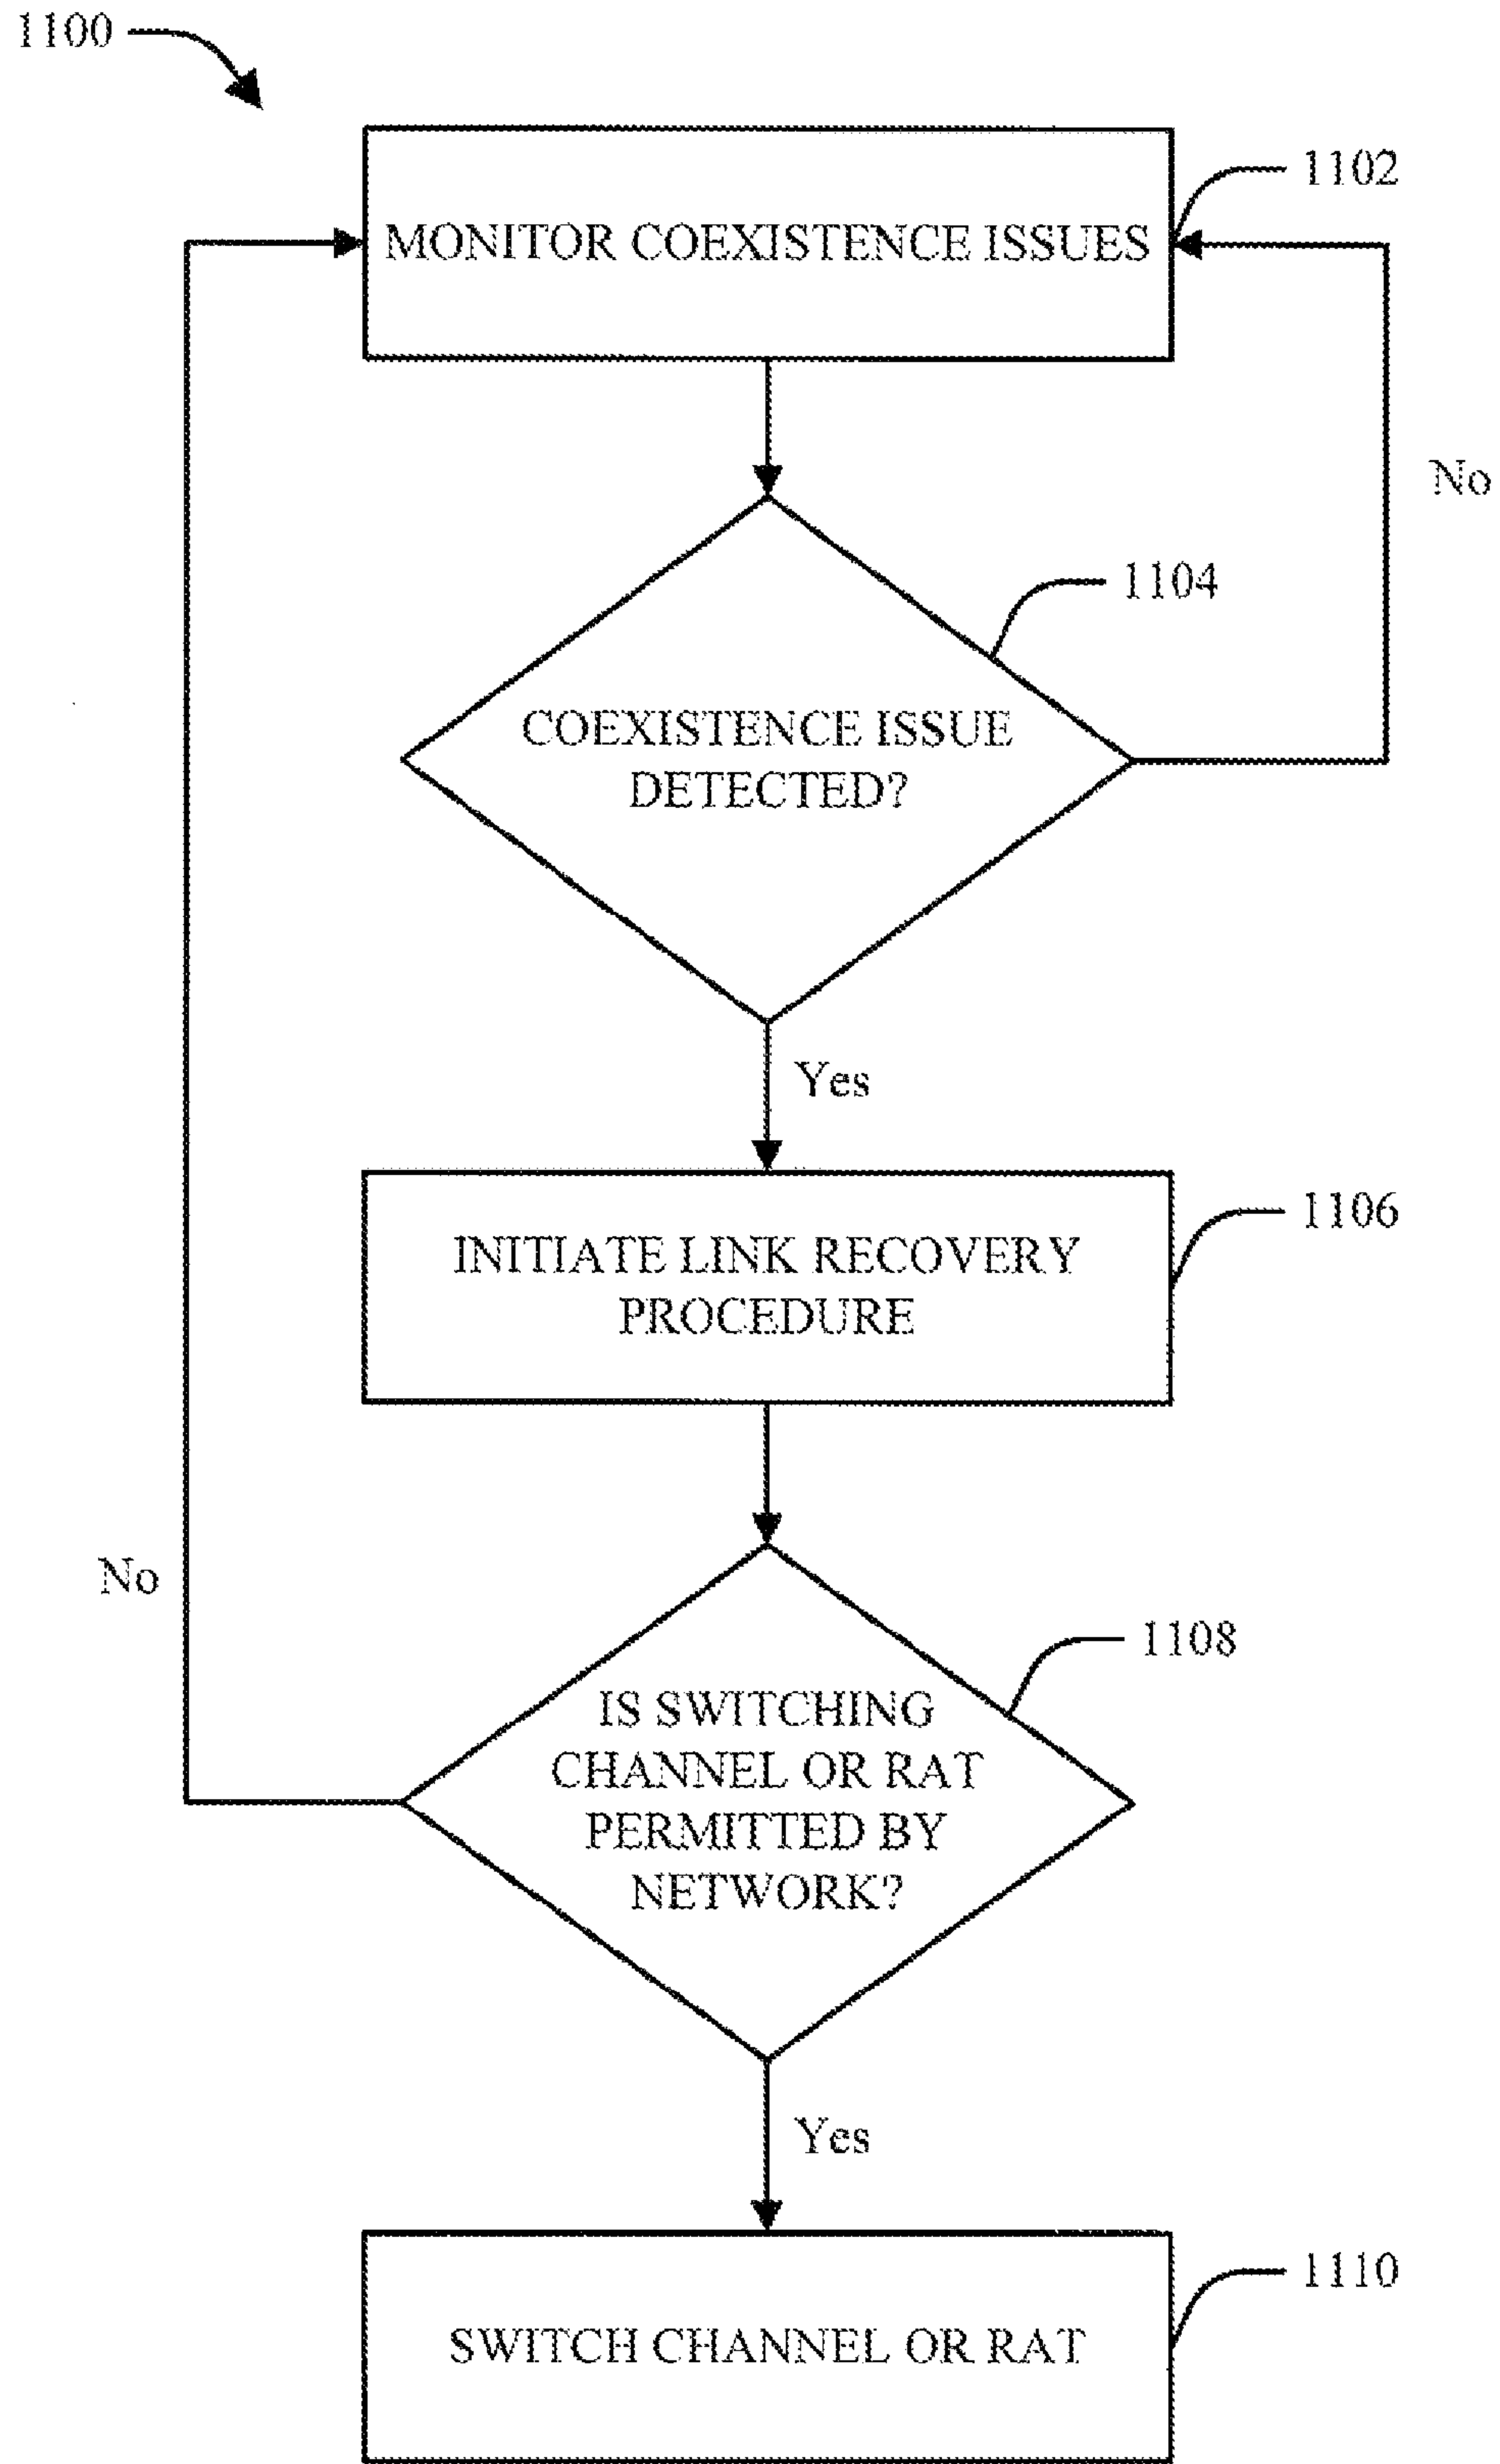 1100
1102
MONITOR COEXISTENCE ISSUES
No
1104
COEXISTENCE ISSUE
DETECTED?
Yes
1106
INITIATE LINK RECOVERY
PROCEDURE
No
1108
IS SWITCHING
CHANNEL OR RAT
PERMITTED BY
NETWORK?
Yes
1110
SWITCH CHANNEL OR RAT